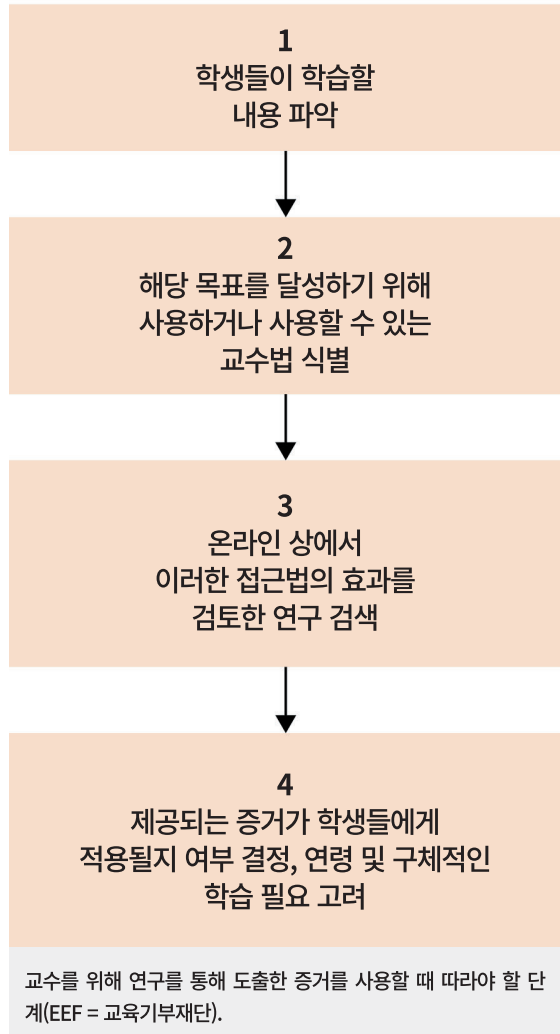 1
학생들이 학습할
내용 파악
2
해당 목표를 달성하기 위해
사용하거나 사용할 수 있는
교수법 식별
3
온라인 상에서
이러한 접근법의 효과를
검토한 연구 검색
4
제공되는 증거가 학생들에게
적용될지 여부 결정, 연령 및 구체적인
학습 필요 고려
교수를 위해 연구를 통해 도출한 증거를 사용할 때 따라야 할 단
계(EEF = 교육기부재단).